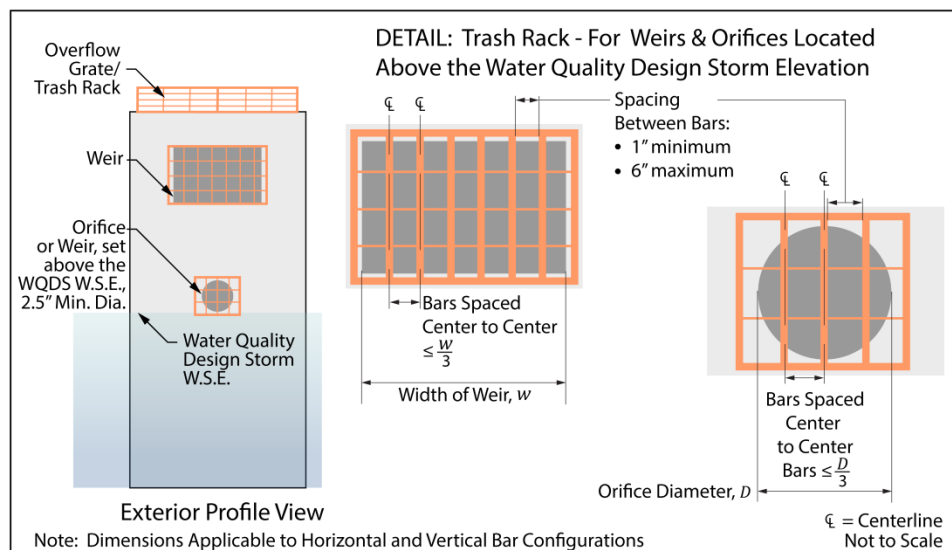 DETAIL: Trash Rack - For Weirs & Orifices Located
Above the Water Quality Design Storm Elevation
Overflow
Grate/
Trash Rack
Weir
Orifice
or Weir, set
above the
WQDS W.S.E.,
2.5" Min. Dia.
Water Quality
Design Storm
W.S.E.
Exterior Profile View
℄ ℄
Bars Spaced
Center to Center
≤ w/3
Width of Weir, w
Spacing
Between Bars:
• 1" minimum
• 6" maximum
℄ ℄
Bars Spaced
Center
to Center
Bars ≤ D/3
Orifice Diameter, D
℄ = Centerline
Not to Scale
Note: Dimensions Applicable to Horizontal and Vertical Bar Configurations